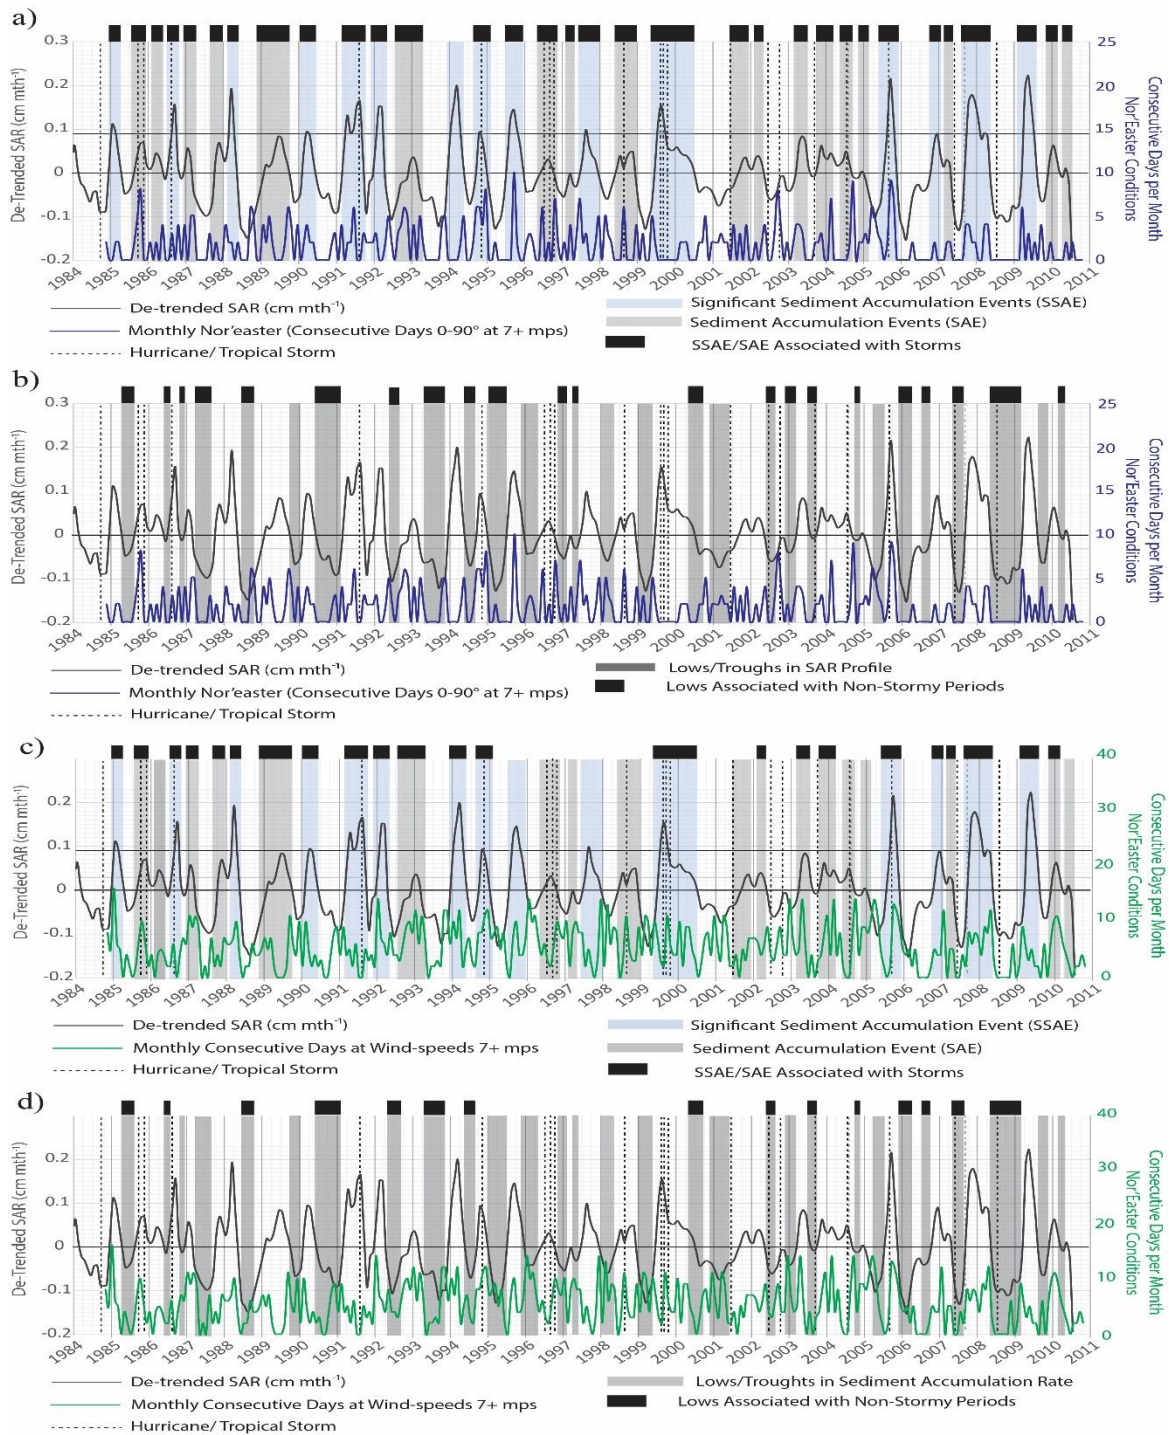 a)
De-Trended SAR (cm mth⁻¹)
0.3
0.2
0.1
0
-0.1
-0.2
25
20
15
10
5
0
Consecutive Days per Month
Nor'Easter Conditions
1984 1985 1986 1987 1988 1989 1990 1991 1992 1993 1994 1995 1996 1997 1998 1999 2000 2001 2002 2003 2004 2005 2006 2007 2008 2009 2010 2011
De-trended SAR (cm mth⁻¹)
Monthly Nor'easter (Consecutive Days 0-90° at 7+ mps)
Hurricane/ Tropical Storm
Significant Sediment Accumulation Events (SSAE)
Sediment Accumulation Events (SAE)
SSAE/SAE Associated with Storms
b)
De-Trended SAR (cm mth⁻¹)
0.3
0.2
0.1
0
-0.1
-0.2
25
20
15
10
5
0
Consecutive Days per Month
Nor'Easter Conditions
1984 1985 1986 1987 1988 1989 1990 1991 1992 1993 1994 1995 1996 1997 1998 1999 2000 2001 2002 2003 2004 2005 2006 2007 2008 2009 2010 2011
De-trended SAR (cm mth⁻¹)
Monthly Nor'easter (Consecutive Days 0-90° at 7+ mps)
Hurricane/ Tropical Storm
Lows/Troughs in SAR Profile
Lows Associated with Non-Stormy Periods
c)
De-Trended SAR (cm mth⁻¹)
0.2
0.1
0
-0.1
-0.2
40
30
20
10
0
Consecutive Days per Month
Nor'Easter Conditions
1984 1985 1986 1987 1988 1989 1990 1991 1992 1993 1994 1995 1996 1997 1998 1999 2000 2001 2002 2003 2004 2005 2006 2007 2008 2009 2010 2011
De-trended SAR (cm mth⁻¹)
Monthly Consecutive Days at Wind-speeds 7+ mps
Hurricane/ Tropical Storm
Significant Sediment Accumulation Event (SSAE)
Sediment Accumulation Event (SAE)
SSAE/SAE Associated with Storms
d)
De-Trended SAR (cm mth⁻¹)
0.2
0.1
0
-0.1
-0.2
40
30
20
10
0
Consecutive Days per Month
Nor'Easter Conditions
1984 1985 1986 1987 1988 1989 1990 1991 1992 1993 1994 1995 1996 1997 1998 1999 2000 2001 2002 2003 2004 2005 2006 2007 2008 2009 2010 2011
De-trended SAR (cm mth⁻¹)
Monthly Consecutive Days at Wind-speeds 7+ mps
Hurricane/ Tropical Storm
Lows/Troughts in Sediment Accumulation Rate
Lows Associated with Non-Stormy Periods